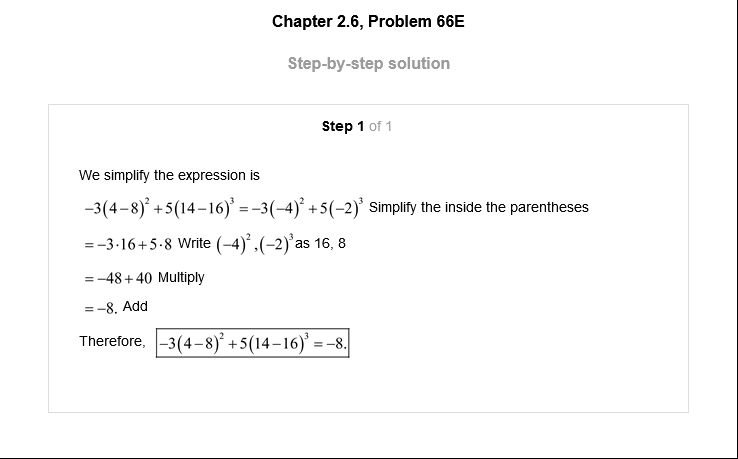 Chapter 2.6, Problem 66E
Step-by-step solution
Step 1 of 1
We simplify the expression is
−3(4−8)² + 5(14−16)³ = −3(−4)² + 5(−2)³ Simplify the inside the parentheses
= −3·16+5·8 Write (−4)²,(−2)³ as 16, 8
= −48 + 40 Multiply
= −8. Add
Therefore, −3(4−8)² + 5(14−16)³ = −8.